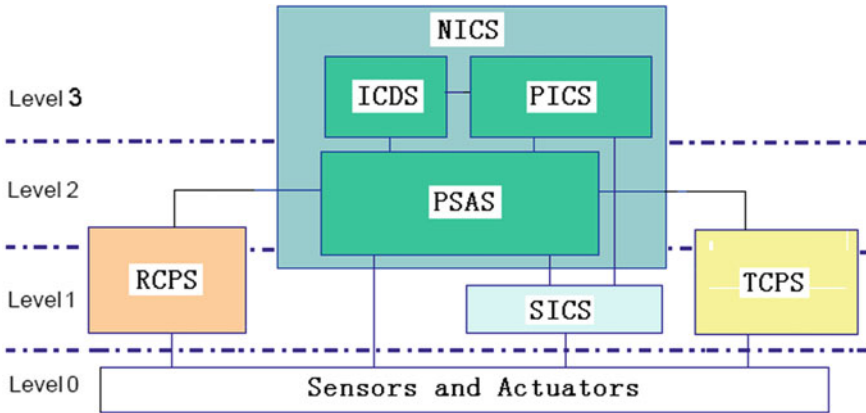 NICS
Level 3
ICDS
PICS
Level 2
PSAS
RCPS
TCPS
Level 1
SICS
Level 0
Sensors and Actuators